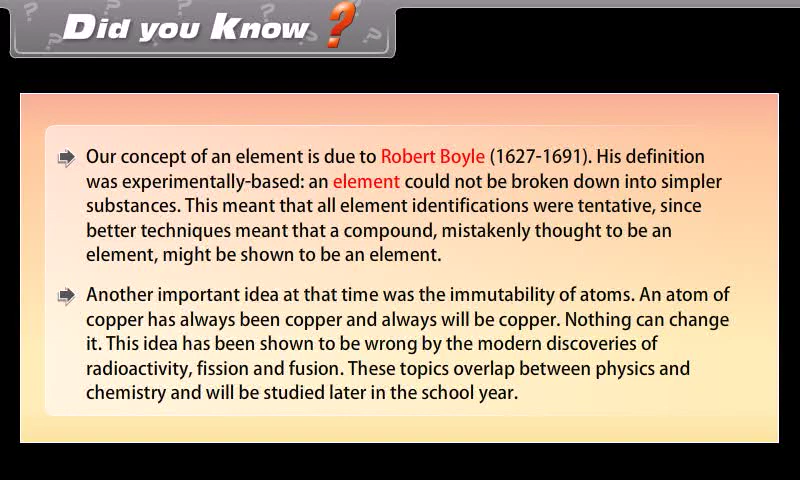 Did you Know ?
Our concept of an element is due to Robert Boyle (1627-1691). His definition
was experimentally-based: an element could not be broken down into simpler
substances. This meant that all element identifications were tentative, since
better techniques meant that a compound, mistakenly thought to be an
element, might be shown to be an element.
Another important idea at that time was the immutability of atoms. An atom of
copper has always been copper and always will be copper. Nothing can change
it. This idea has been shown to be wrong by the modern discoveries of
radioactivity, fission and fusion. These topics overlap between physics and
chemistry and will be studied later in the school year.